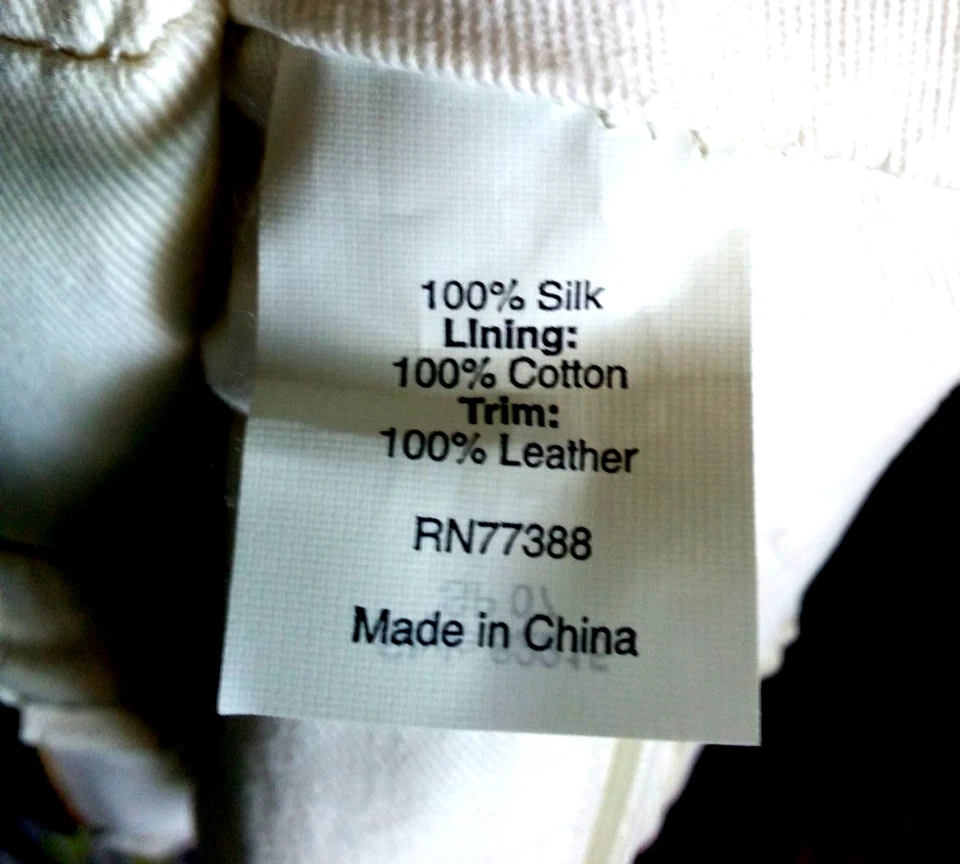 100% Silk
LIning:
100% Cotton
Trim:
100% Leather
RN77388
Made in China